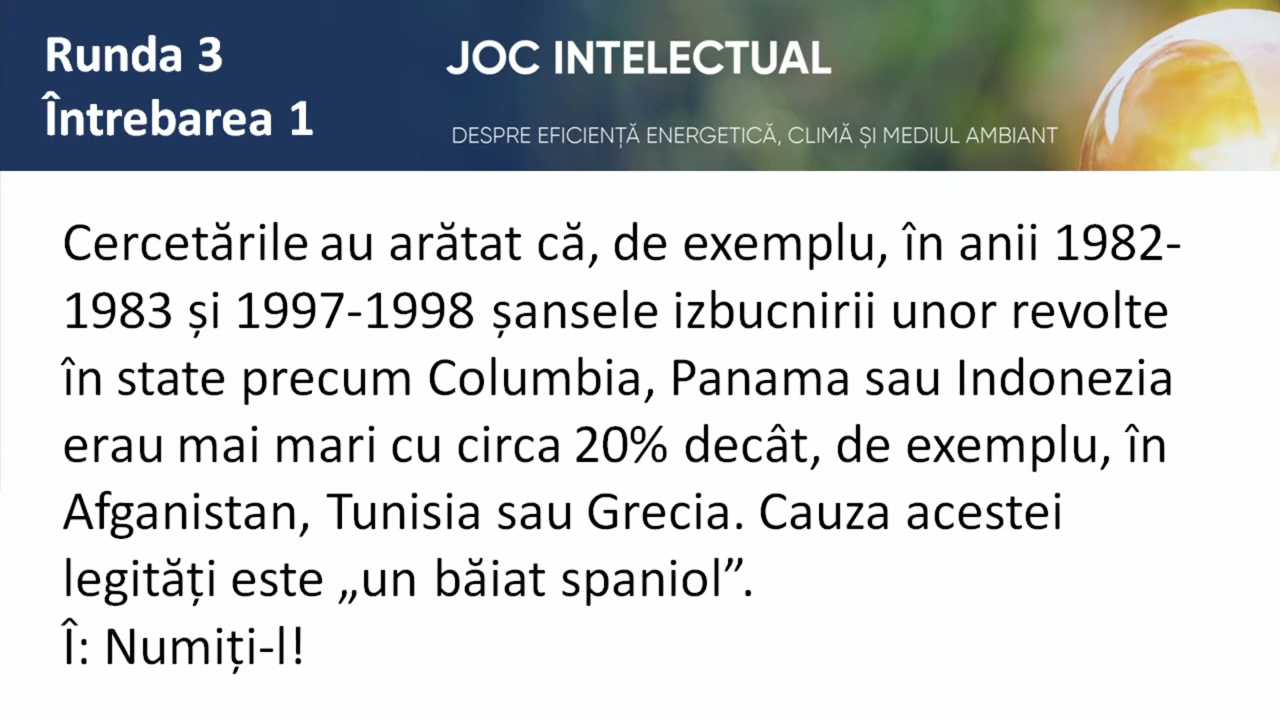 Runda 3
Întrebarea 1
JOC INTELECTUAL
DESPRE EFICIENȚĂ ENERGETICĂ, CLIMĂ ȘI MEDIUL AMBIANT
Cercetările au arătat că, de exemplu, în anii 1982-
1983 și 1997-1998 șansele izbucnirii unor revolte
în state precum Columbia, Panama sau Indonezia
erau mai mari cu circa 20% decât, de exemplu, în
Afganistan, Tunisia sau Grecia. Cauza acestei
legități este „un băiat spaniol”.
Î: Numiți-l!